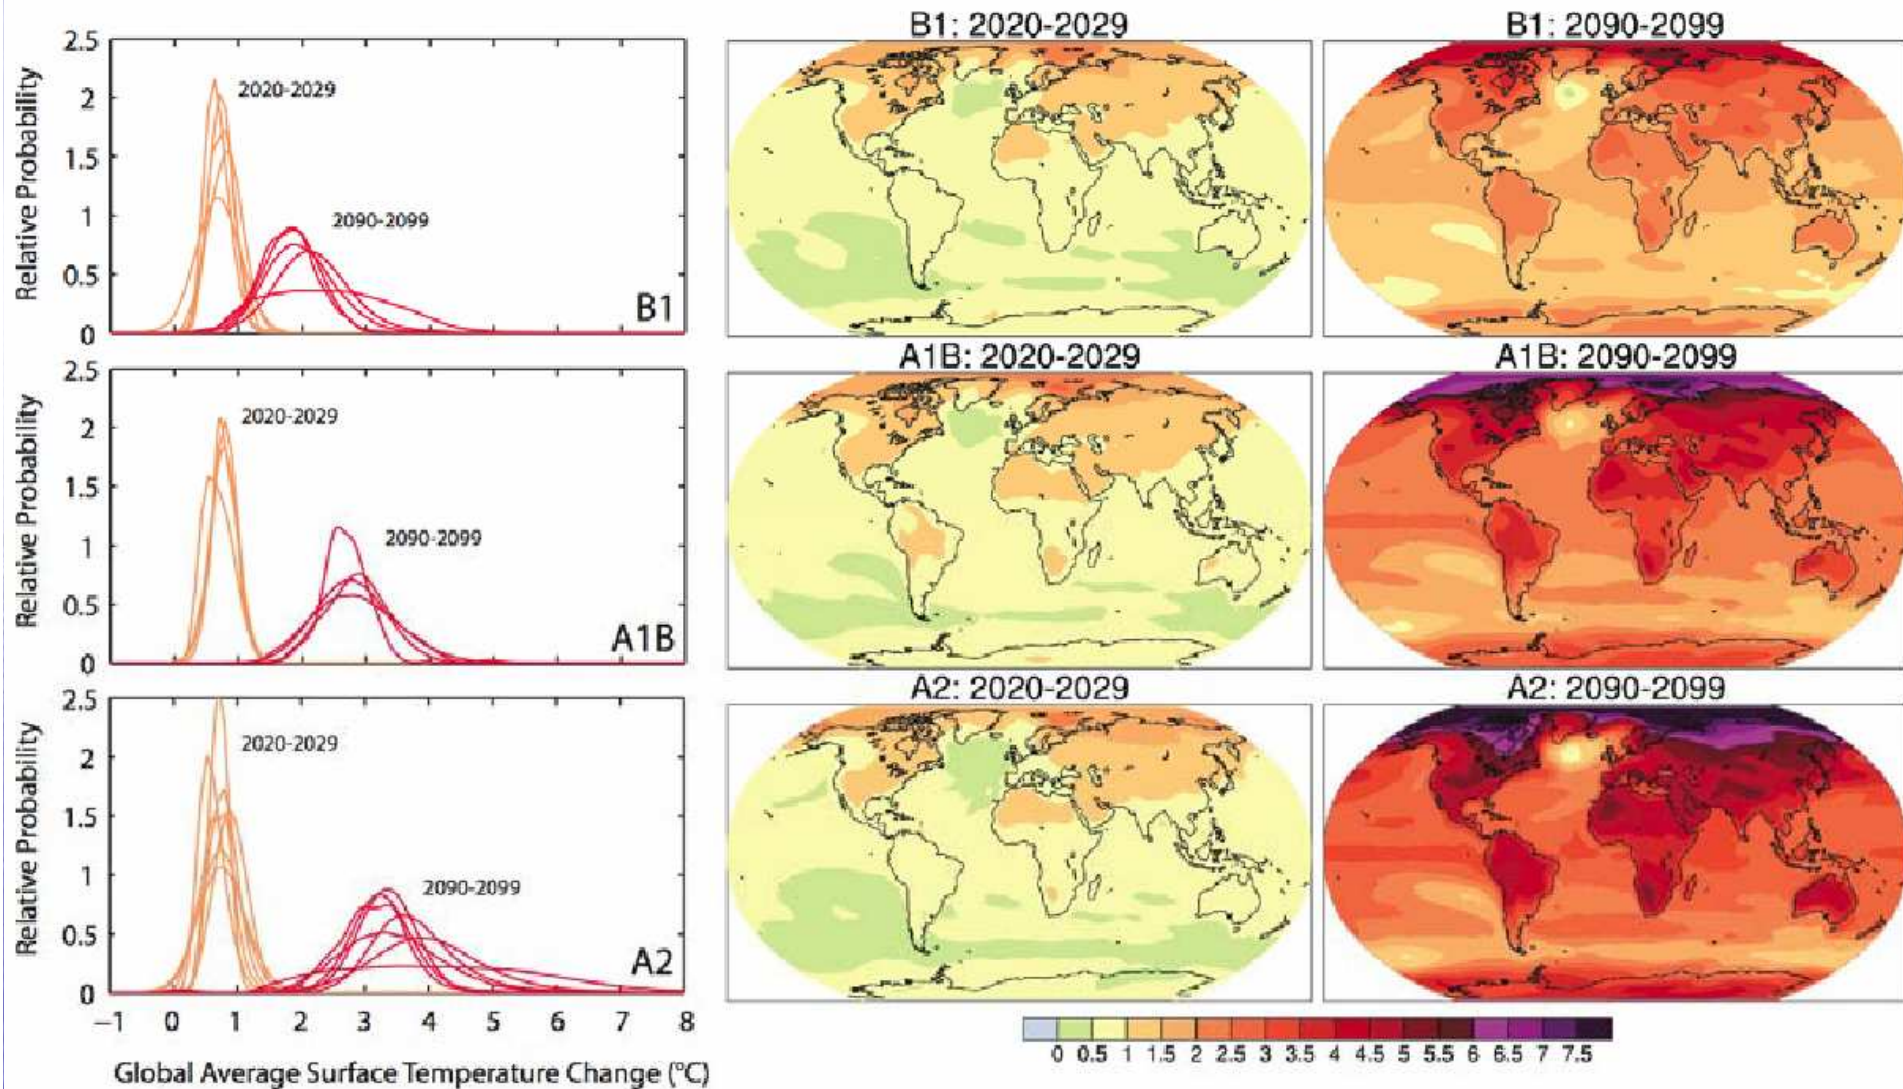 B1: 2020-2029
B1: 2090-2099
2.5
2
1.5
1
0.5
0
Relative Probability
2020-2029
2090-2099
B1
A1B: 2020-2029
A1B: 2090-2099
2.5
2
1.5
1
0.5
0
Relative Probability
2020-2029
2090-2099
A1B
A2: 2020-2029
A2: 2090-2099
2.5
2
1.5
1
0.5
0
Relative Probability
2020-2029
2090-2099
A2
−1 0 1 2 3 4 5 6 7 8
Global Average Surface Temperature Change (°C)
0 0.5 1 1.5 2 2.5 3 3.5 4 4.5 5 5.5 6 6.5 7 7.5